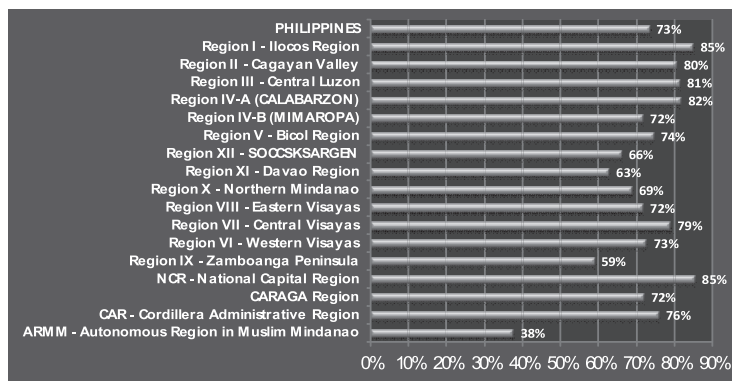 PHILIPPINES 73%
Region I - Ilocos Region 85%
Region II - Cagayan Valley 80%
Region III - Central Luzon 81%
Region IV-A (CALABARZON) 82%
Region IV-B (MIMAROPA) 72%
Region V - Bicol Region 74%
Region XII - SOCCSKSARGEN 66%
Region XI - Davao Region 63%
Region X - Northern Mindanao 69%
Region VIII - Eastern Visayas 72%
Region VII - Central Visayas 79%
Region VI - Western Visayas 73%
Region IX - Zamboanga Peninsula 59%
NCR - National Capital Region 85%
CARAGA Region 72%
CAR - Cordillera Administrative Region 76%
ARMM - Autonomous Region in Muslim Mindanao 38%
0% 10% 20% 30% 40% 50% 60% 70% 80% 90%